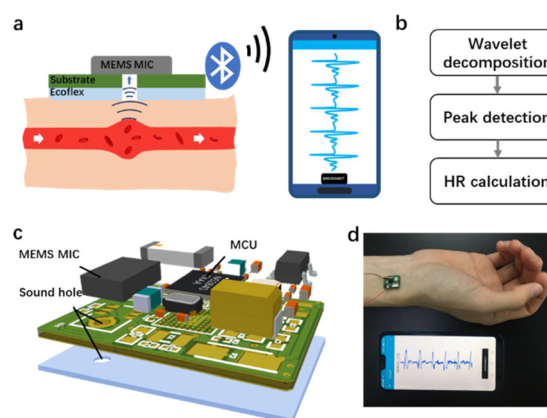 a
MEMS MIC
Substrate
Ecoflex
b
Wavelet
decomposition
Peak detection
HR calculation
c
MEMS MIC
MCU
Sound hole
d